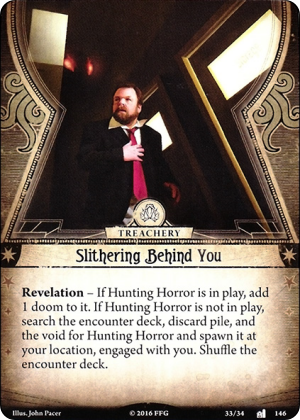 TREACHERY
Slithering Behind You
Revelation – If Hunting Horror is in play, add
1 doom to it. If Hunting Horror is not in play,
search the encounter deck, discard pile, and
the void for Hunting Horror and spawn it at
your location, engaged with you. Shuffle the
encounter deck.
Illus. John Pacer © 2016 FFG 33/34 146